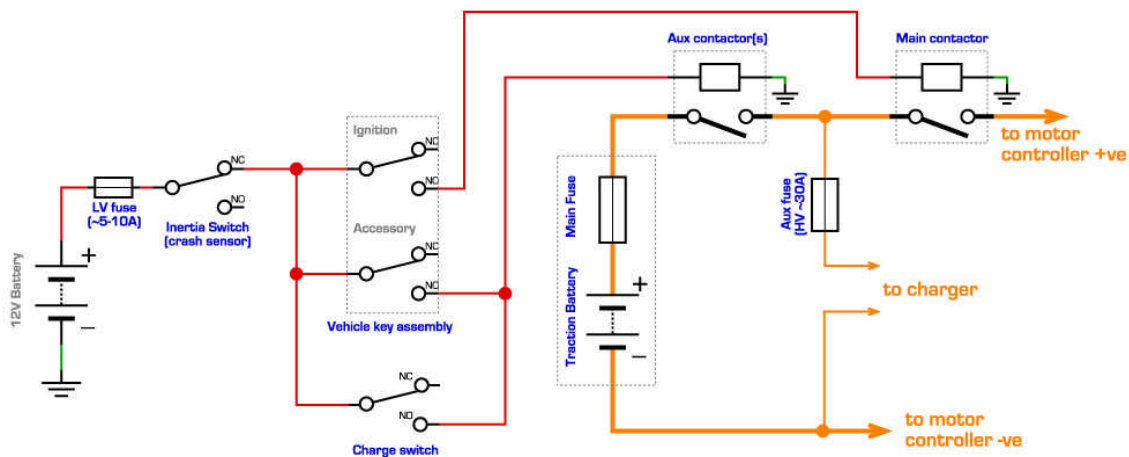 Aux contactor(s)
Main contactor
Ignition
NC
NO
to motor
controller +ve
NC
NO
LV fuse
(~5-10A)
Inertia Switch
(crash sensor)
Main Fuse
Aux fuse
(HV ~30A)
Accessory
NC
NO
+
12V Battery
−
Vehicle key assembly
Traction Battery
+
−
to charger
NC
NO
Charge switch
to motor
controller -ve